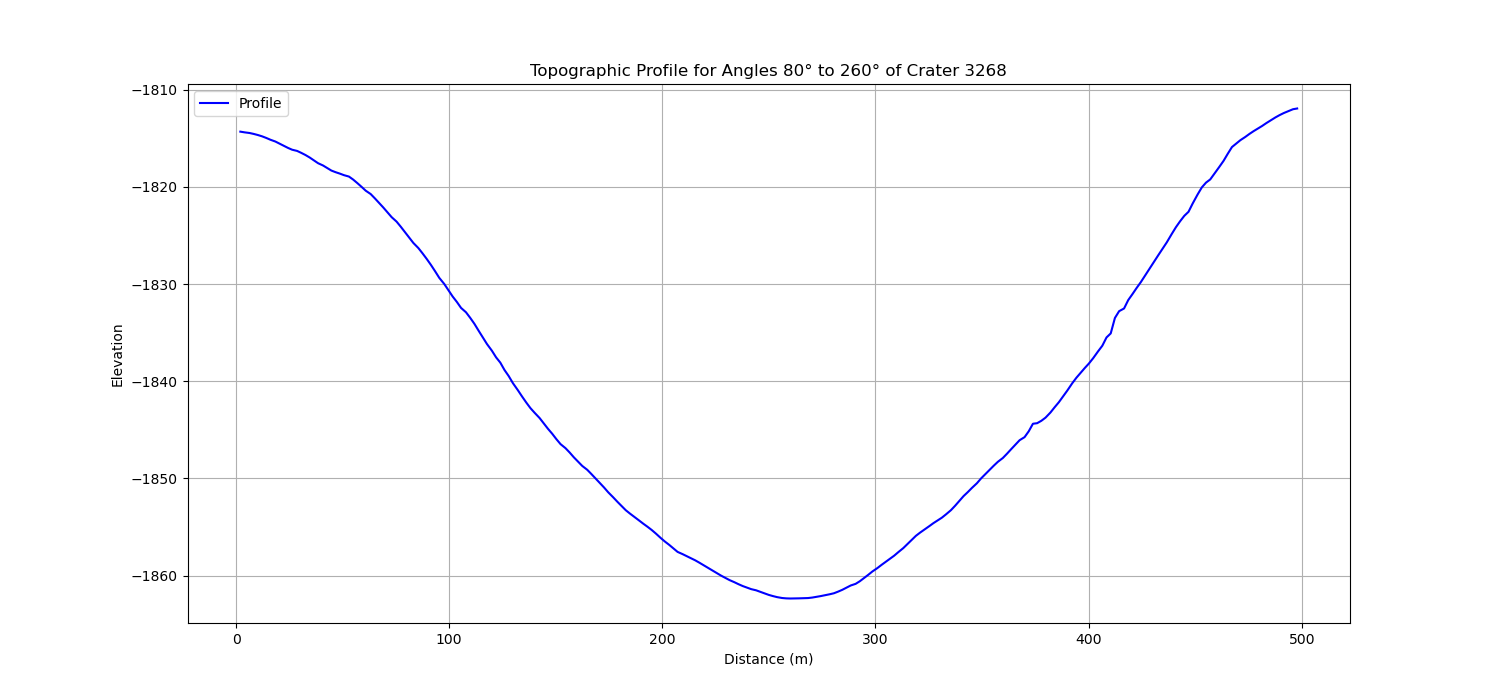 Topographic Profile for Angles 80° to 260° of Crater 3268
Profile
−1810
−1820
−1830
−1840
−1850
−1860
Elevation
0 100 200 300 400 500
Distance (m)